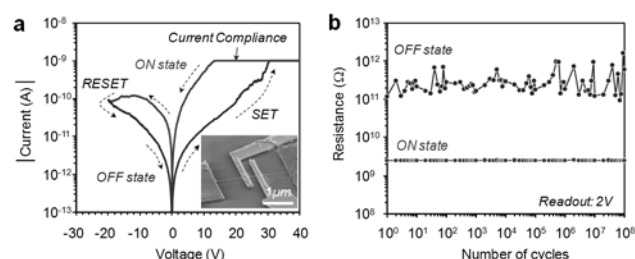 a
10⁻⁸
10⁻⁹
10⁻¹⁰
10⁻¹¹
10⁻¹²
10⁻¹³
|Current (A)|
Current Compliance
ON state
RESET
SET
OFF state
1μm
-30 -20 -10 0 10 20 30 40
Voltage (V)
b
10¹³
10¹²
10¹¹
10¹⁰
10⁹
10⁸
Resistance (Ω)
OFF state
ON state
Readout: 2V
10⁰ 10¹ 10² 10³ 10⁴ 10⁵ 10⁶ 10⁷ 10⁸
Number of cycles